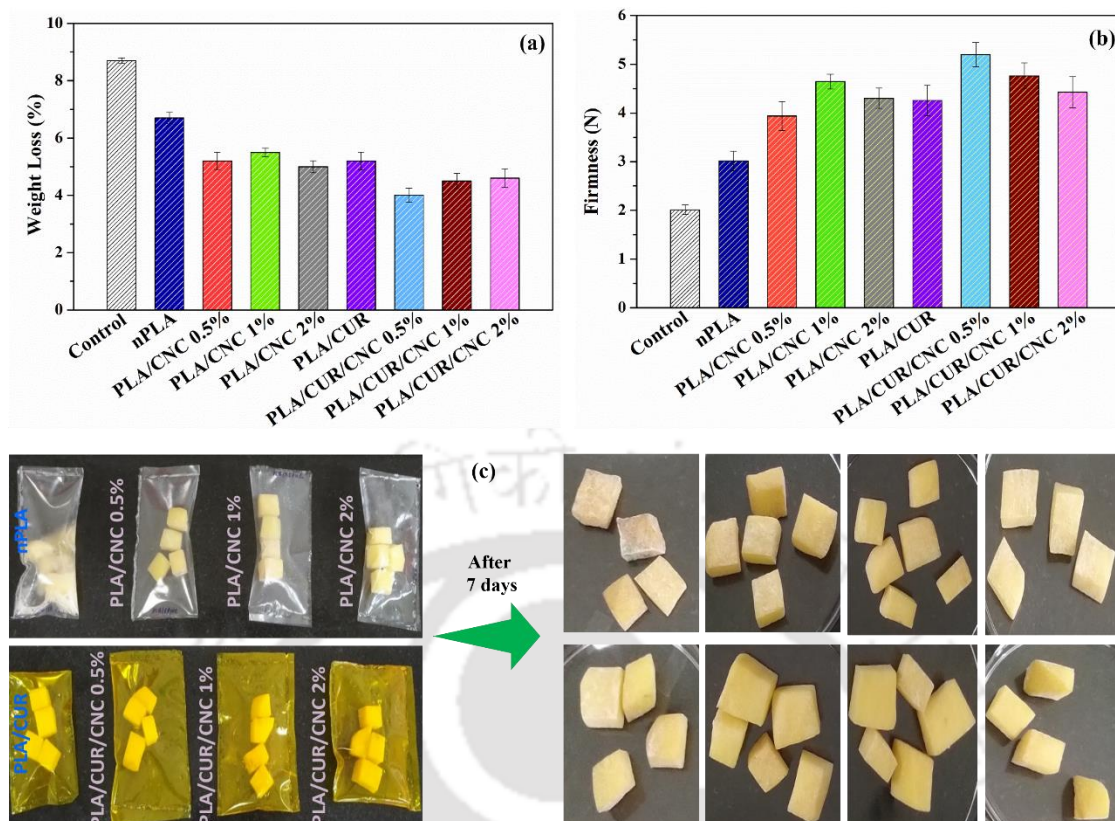 (a)
Weight Loss (%)
10
8
6
4
2
0
Control
nPLA
PLA/CNC 0.5%
PLA/CNC 1%
PLA/CNC 2%
PLA/CUR
PLA/CUR/CNC 0.5%
PLA/CUR/CNC 1%
PLA/CUR/CNC 2%
(b)
Firmness (N)
6
5
4
3
2
1
0
Control
nPLA
PLA/CNC 0.5%
PLA/CNC 1%
PLA/CNC 2%
PLA/CUR
PLA/CUR/CNC 0.5%
PLA/CUR/CNC 1%
PLA/CUR/CNC 2%
(c)
nPLA
PLA/CNC 0.5%
PLA/CNC 1%
PLA/CNC 2%
After
7 days
PLA/CUR
PLA/CUR/CNC 0.5%
PLA/CUR/CNC 1%
PLA/CUR/CNC 2%